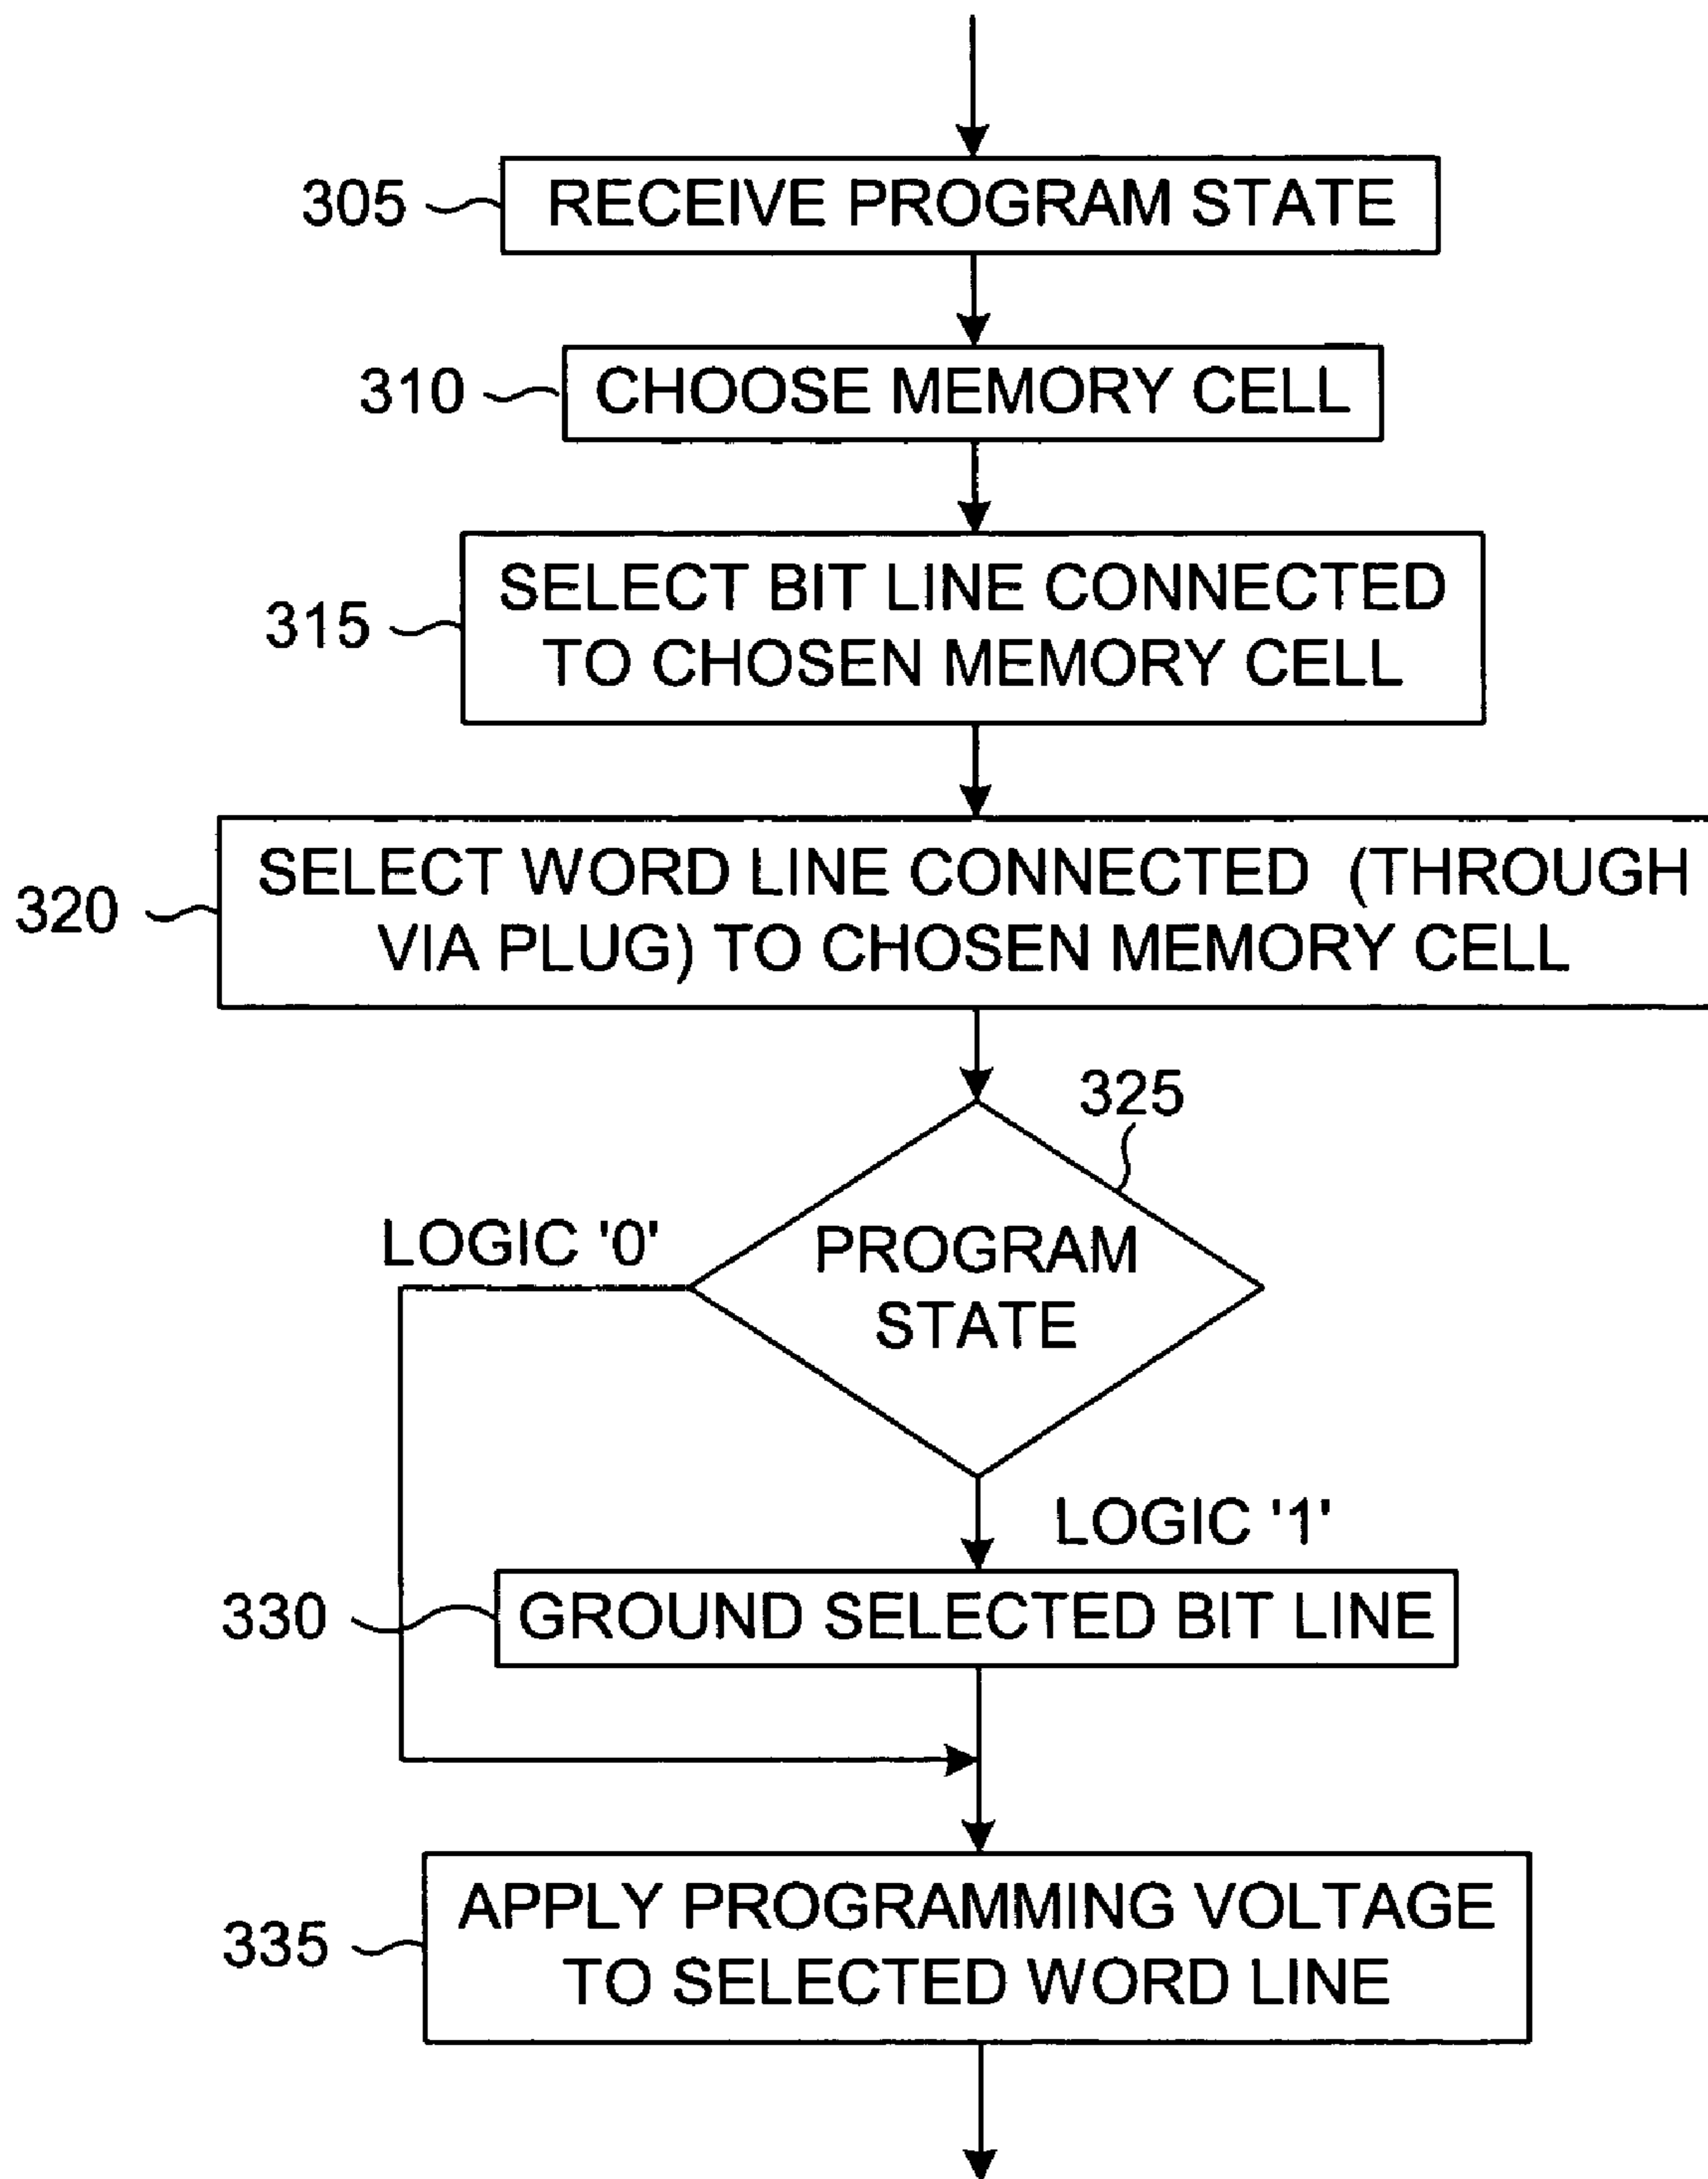 305
RECEIVE PROGRAM STATE
310
CHOOSE MEMORY CELL
315
SELECT BIT LINE CONNECTED
TO CHOSEN MEMORY CELL
320
SELECT WORD LINE CONNECTED (THROUGH
VIA PLUG) TO CHOSEN MEMORY CELL
325
PROGRAM
STATE
LOGIC '0'
LOGIC '1'
330
GROUND SELECTED BIT LINE
335
APPLY PROGRAMMING VOLTAGE
TO SELECTED WORD LINE